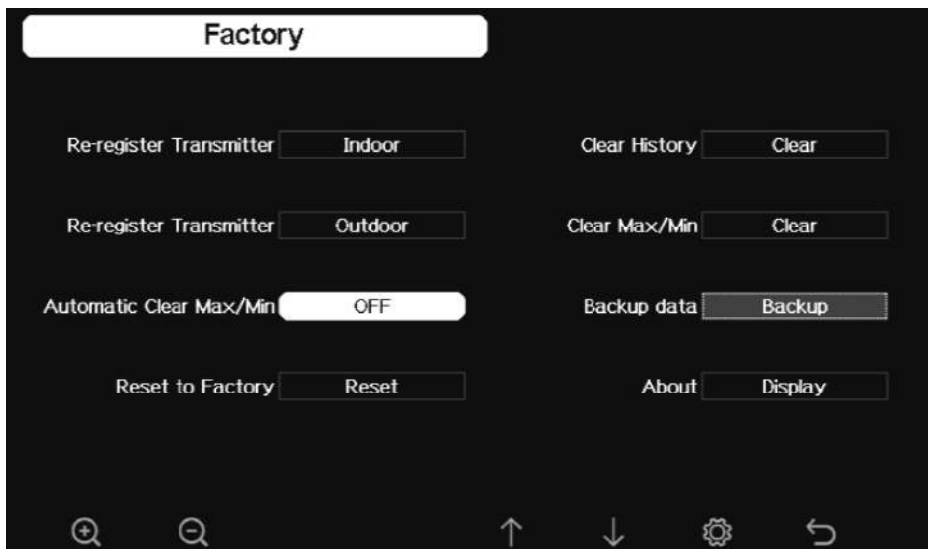 Factory
Re-register Transmitter Indoor Clear History Clear
Re-register Transmitter Outdoor Clear Max/Min Clear
Automatic Clear Max/Min OFF Backup data Backup
Reset to Factory Reset About Display